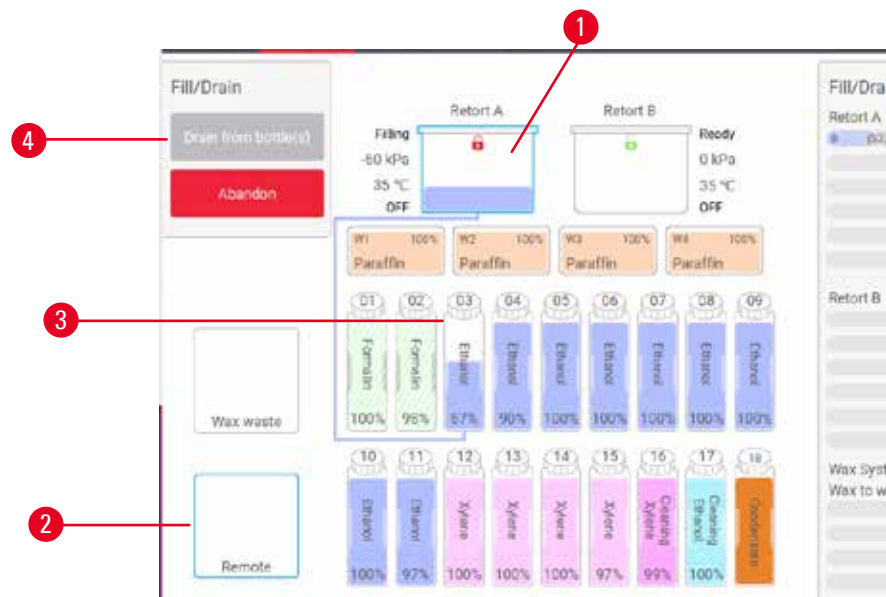 1
Fill/Drain
Drain from bottle(s)
Abandon
4
Retort A
Retort B
Filling
-60 kPa
35 °C
OFF
Ready
0 kPa
35 °C
OFF
W1 100%
Paraffin
W2 100%
Paraffin
W3 100%
Paraffin
W4 100%
Paraffin
3
01 02 03 04 05 06 07 08 09
Formalin Formalin Ethanol Ethanol Ethanol Ethanol Ethanol Ethanol Ethanol
100% 98% 67% 90% 100% 100% 100% 100% 100%
Wax waste
10 11 12 13 14 15 16 17 18
Ethanol Ethanol Xylene Xylene Xylene Xylene Cleaning Xylene Cleaning Ethanol Condensate
100% 97% 100% 100% 100% 97% 99% 100%
2
Remote
Fill/Dra
Retort A
Retort B
Wax Syst
Wax to w